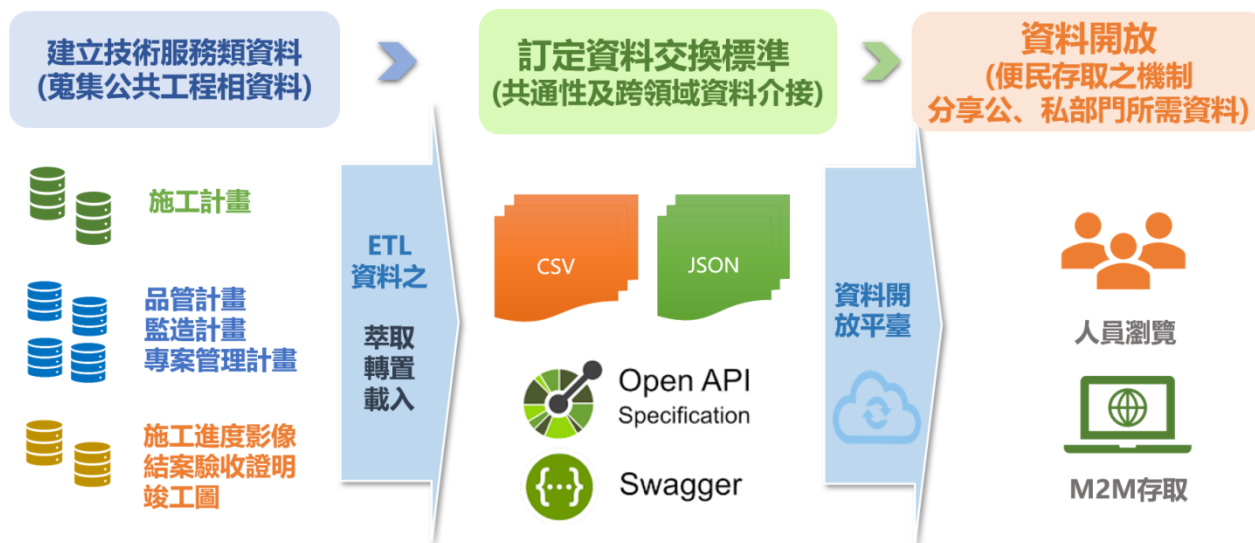 建立技術服務類資料
(蒐集公共工程相資料)
訂定資料交換標準
(共通性及跨領域資料介接)
資料開放
(便民存取之機制
分享公、私部門所需資料)
施工計畫
品管計畫
監造計畫
專案管理計畫
施工進度影像
結案驗收證明
竣工圖
ETL
資料之
萃取
轉置
載入
CSV
JSON
Open API
Specification
{···}
Swagger
資料開
放平臺
人員瀏覽
M2M存取